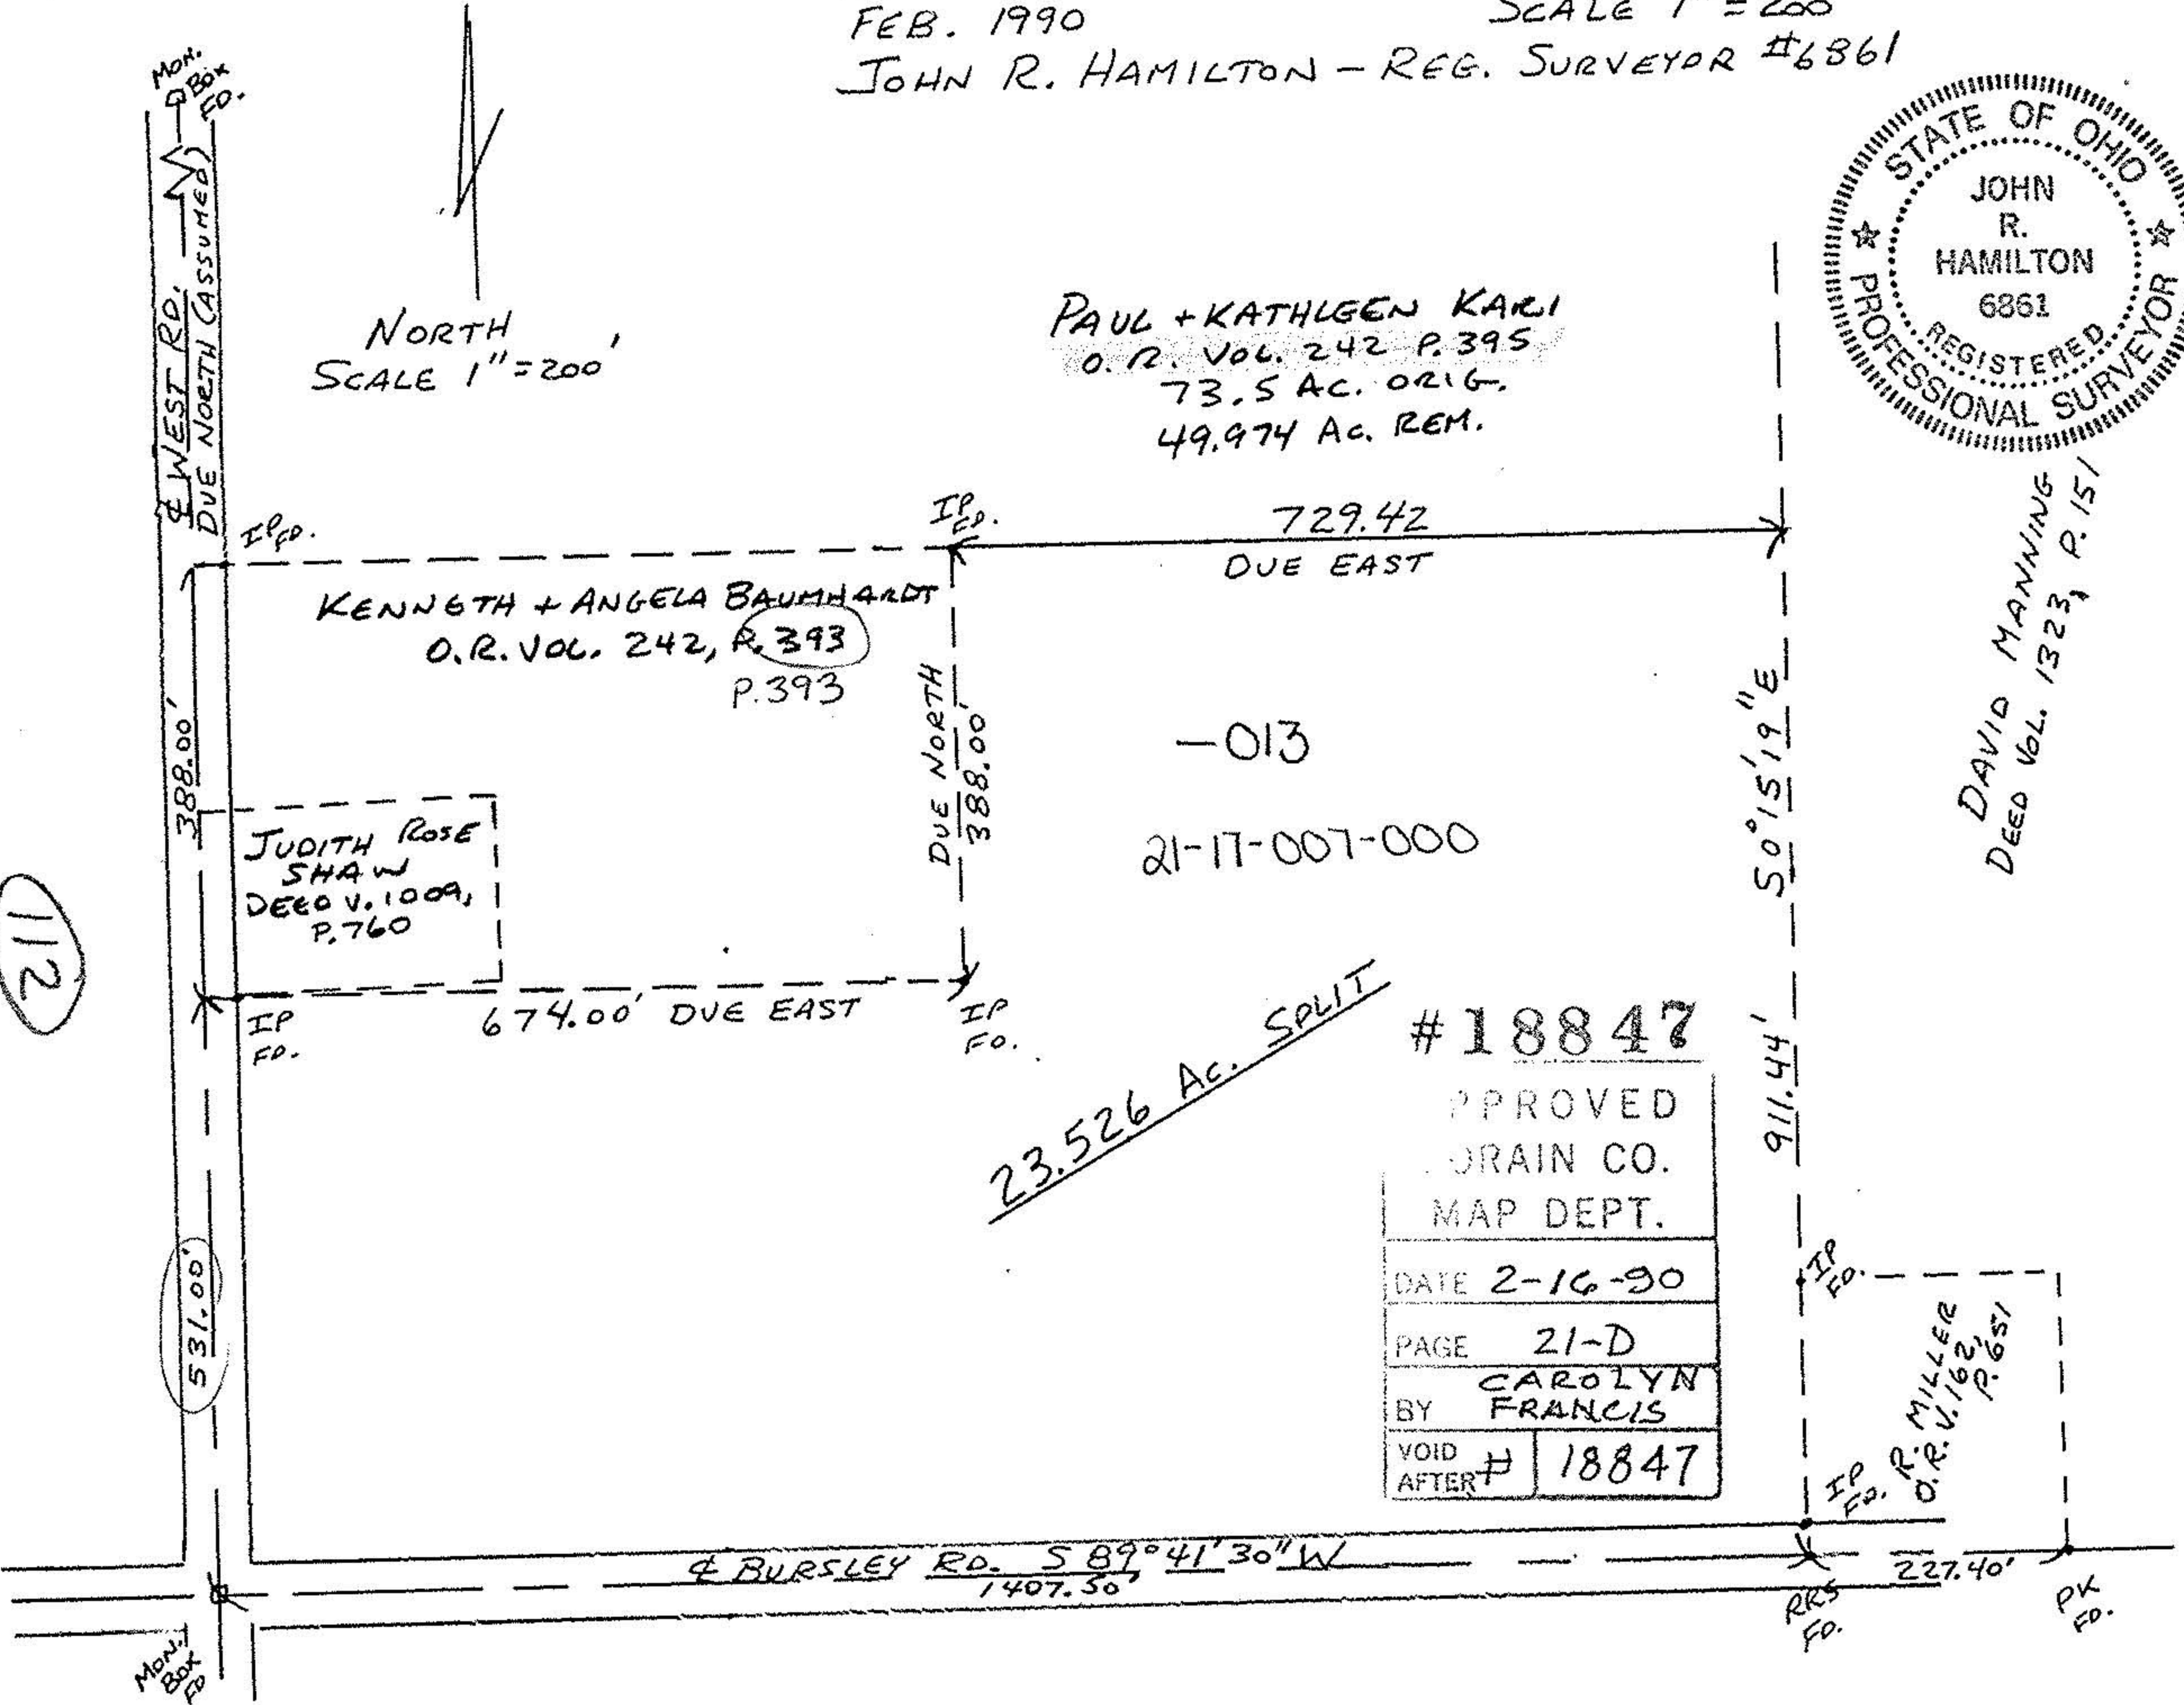 FEB. 1990
SCALE 1" = 200'
JOHN R. HAMILTON - REG. SURVEYOR #6861
STATE OF OHIO
JOHN
R.
HAMILTON
6861
REGISTERED
PROFESSIONAL SURVEYOR
MON.
BOX
FD.
℄ WEST RD.
DUE NORTH (ASSUMED)
NORTH
SCALE 1"=200'
PAUL + KATHLEEN KARI
O.R. VOL. 242 P.395
73.5 AC. ORIG.
49.974 AC. REM.
DAVID MANNING
DEED VOL. 1323, P.151
IP FD.
IP FD.
729.42
DUE EAST
KENNETH + ANGELA BAUMHARDT
O.R. VOL. 242, P.393
P.393
388.00'
DUE NORTH
388.00'
-013
21-17-007-000
S0°15'19"E
911.44'
JUDITH ROSE
SHAW
DEED V.1009,
P.760
112
IP
FD.
674.00' DUE EAST
IP
FD.
23.526 AC. SPLIT
#18847
PPROVED
ORAIN CO.
MAP DEPT.
DATE 2-16-90
PAGE 21-D
BY CAROLYN
FRANCIS
VOID
AFTER # 18847
531.00'
IP
FD.
R. MILLER
O.R. V.162,
P.651
IP
FD.
℄ BURSLEY RD. S 89°41'30" W
1407.50'
227.40'
RRS
FD.
PK
FD.
MON.
BOX
FD